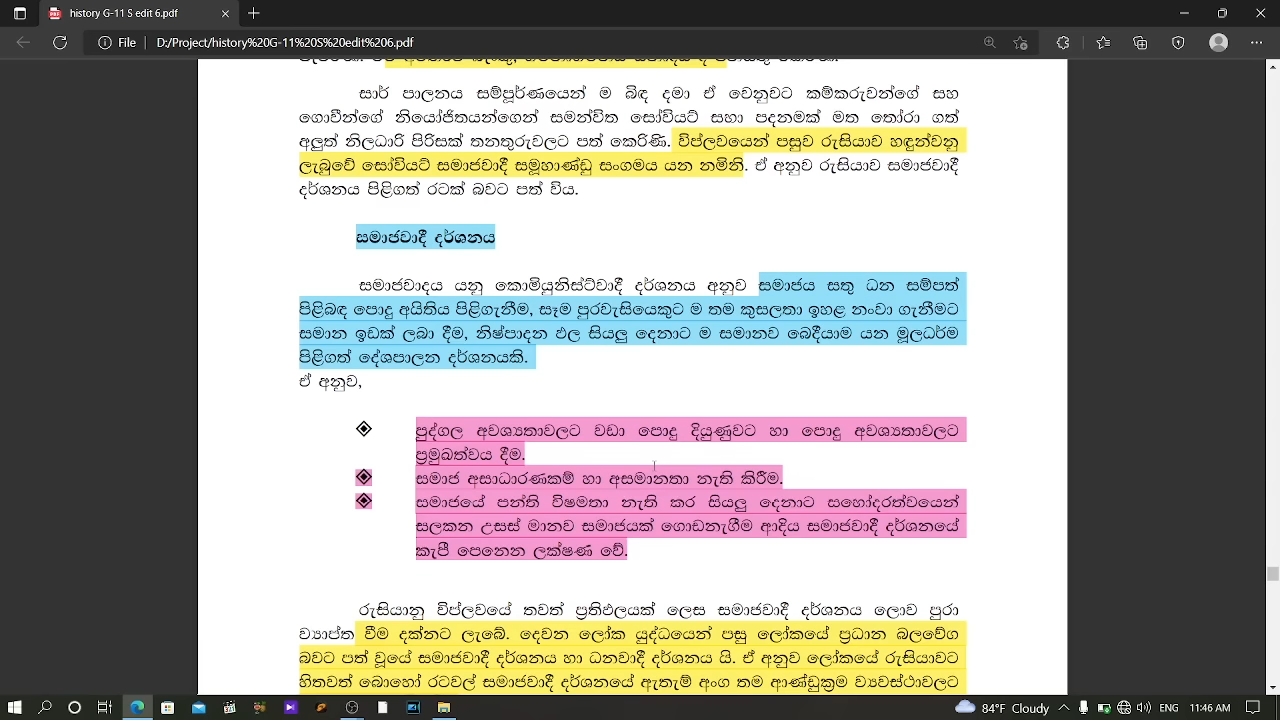 history G-11 S edit 6.pdf
File
D:/Project/history%20G-11%20S%20edit%206.pdf
සාර් පාලනය සම්පූර්ණයෙන් ම බිඳ දමා ඒ වෙනුවට කම්කරුවන්ගේ සහ
ගොවීන්ගේ නියෝජිතයන්ගෙන් සමන්විත සෝවියට් සභා පදනමක් මත තෝරා ගත්
අලුත් නිලධාරි පිරිසක් තනතුරුවලට පත් කෙරිණි. විප්ලවයෙන් පසුව රුසියාව හඳුන්වනු
ලැබුවේ සෝවියට් සමාජවාදී සමූහාණ්ඩු සංගමය යන නමිනි. ඒ අනුව රුසියාව සමාජවාදී
දර්ශනය පිළිගත් රටක් බවට පත් විය.
සමාජවාදී දර්ශනය
සමාජවාදය යනු කොමියුනිස්ට්වාදී දර්ශනය අනුව සමාජය සතු ධන සම්පත්
පිළිබඳ පොදු අයිතිය පිළිගැනීම, සෑම පුරවැසියෙකුට ම තම කුසලතා ඉහළ නංවා ගැනීමට
සමාන ඉඩක් ලබා දීම, නිෂ්පාදන ඵල සියලු දෙනාට ම සමානව බෙදීයාම යන මූලධර්ම
පිළිගත් දේශපාලන දර්ශනයකි.
ඒ අනුව,
පුද්ගල අවශ්‍යතාවලට වඩා පොදු දියුණුවට හා පොදු අවශ්‍යතාවලට
ප්‍රමුඛත්වය දීම.
සමාජ අසාධාරණකම් හා අසමානතා නැති කිරීම.
සමාජයේ පන්ති විෂමතා නැති කර සියලු දෙනාට සහෝදරත්වයෙන්
සලකන උසස් මානව සමාජයක් ගොඩනැගීම ආදිය සමාජවාදී දර්ශනයේ
කැපී පෙනෙන ලක්ෂණ වේ.
රුසියානු විප්ලවයේ තවත් ප්‍රතිඵලයක් ලෙස සමාජවාදී දර්ශනය ලොව පුරා
ව්‍යාප්ත වීම දක්නට ලැබේ. දෙවන ලෝක යුද්ධයෙන් පසු ලෝකයේ ප්‍රධාන බලවේග
බවට පත් වූයේ සමාජවාදී දර්ශනය හා ධනවාදී දර්ශනය යි. ඒ අනුව ලෝකයේ රුසියාවට
හිතවත් බොහෝ රටවල් සමාජවාදී දර්ශනයේ ඇතැම් අංග තම ආණ්ඩුක්‍රම ව්‍යවස්ථාවලට
84°F Cloudy
ENG
11:46 AM